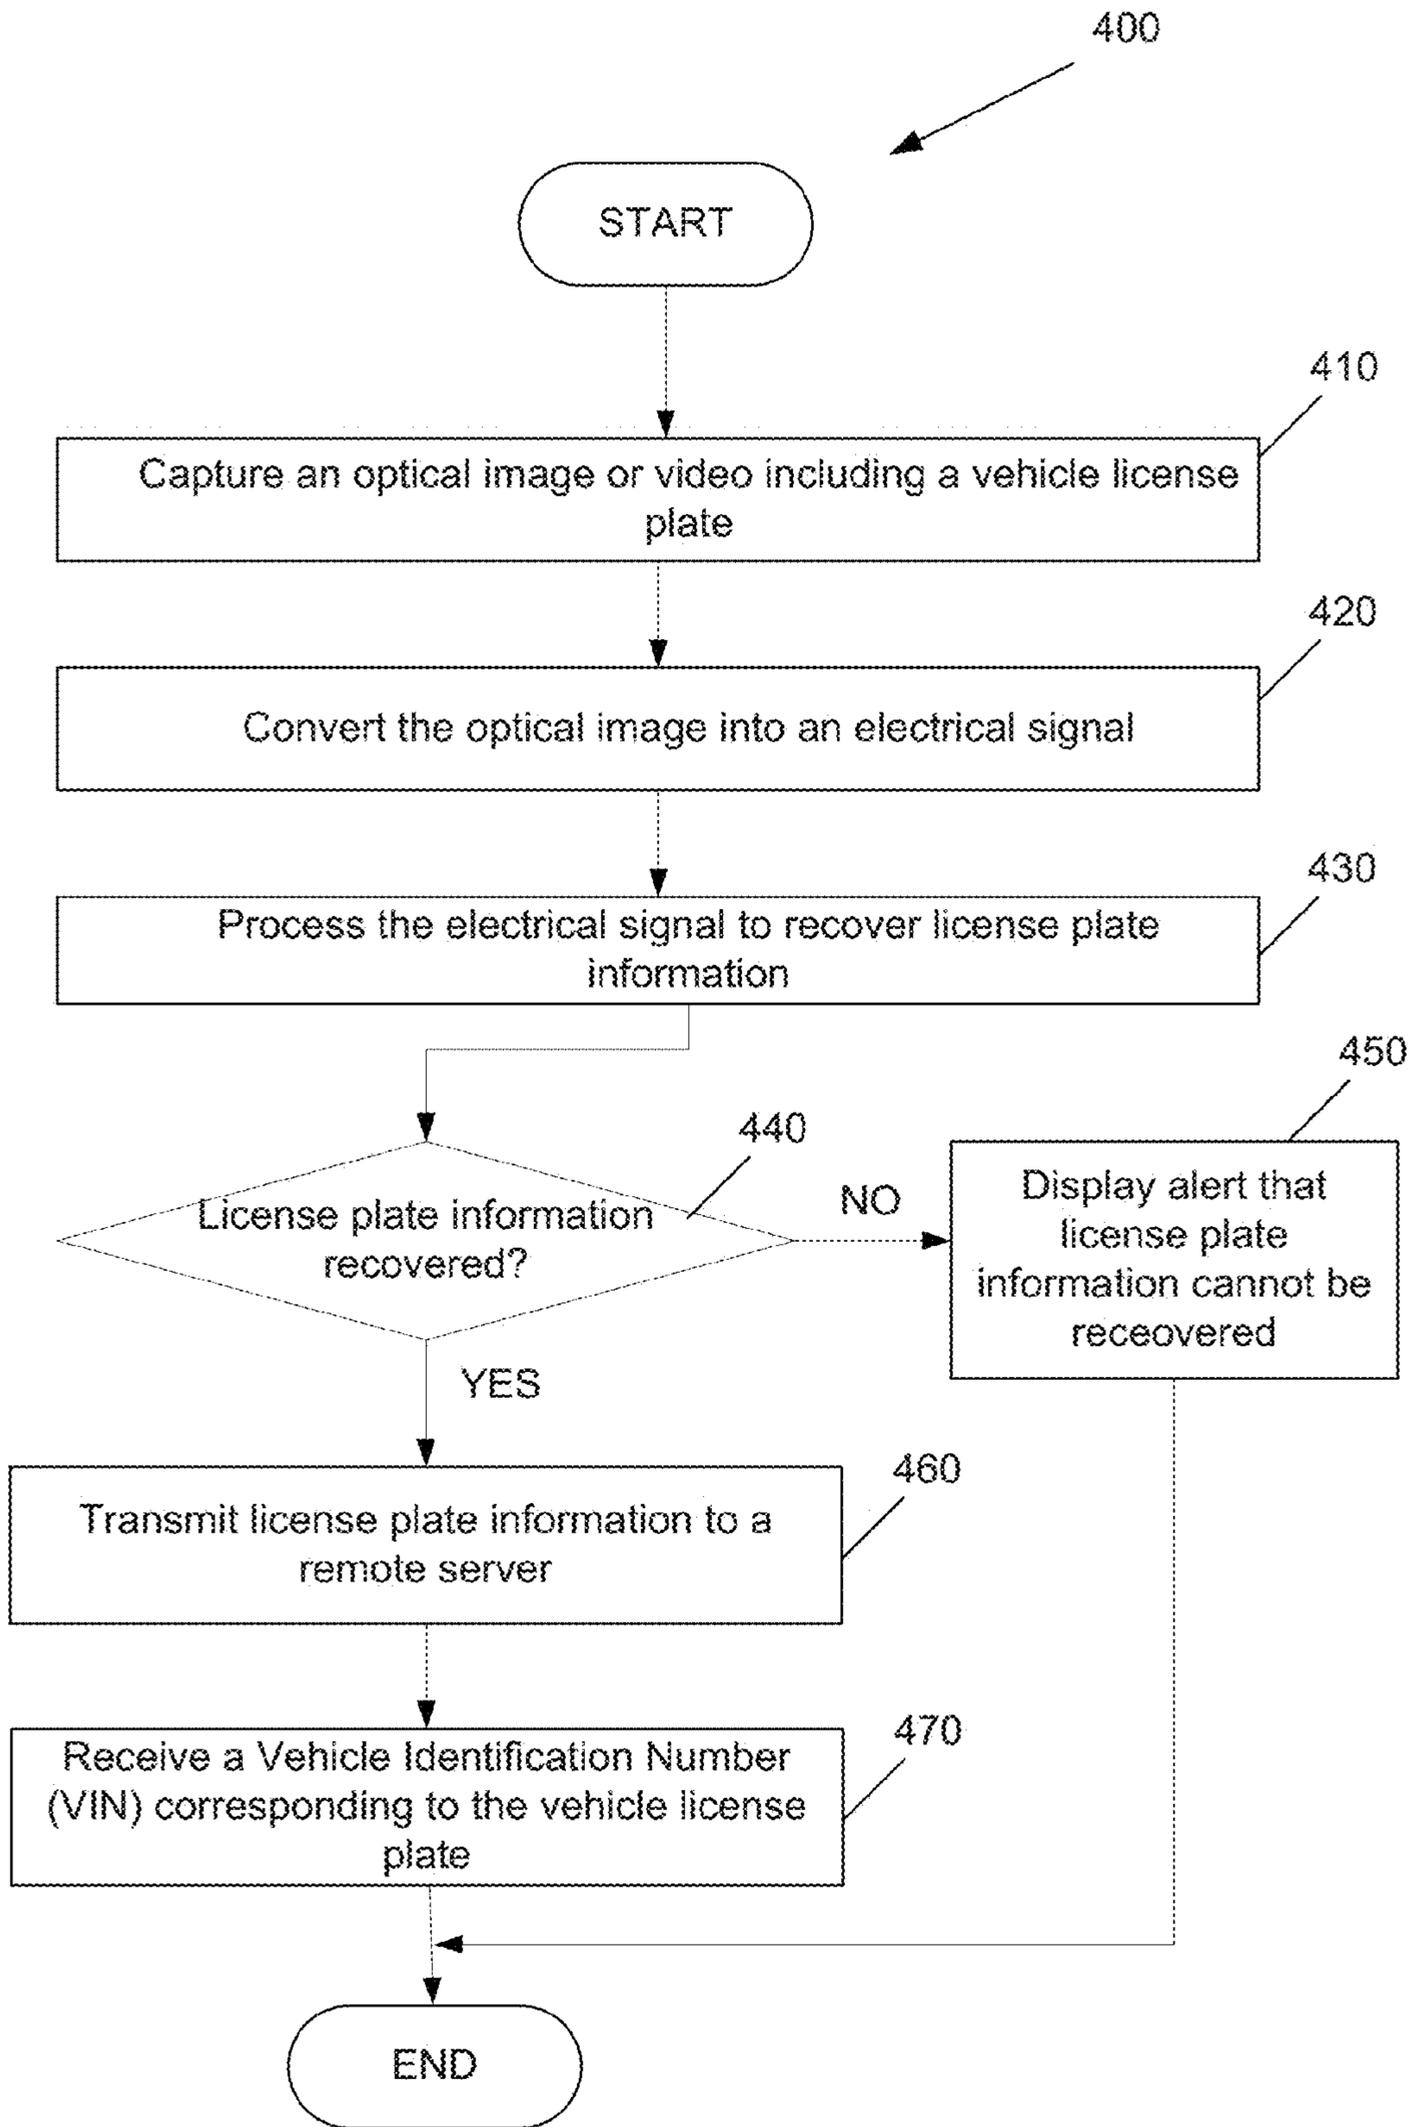 400
START
410
Capture an optical image or video including a vehicle license
plate
420
Convert the optical image into an electrical signal
430
Process the electrical signal to recover license plate
information
440
License plate information
recovered?
NO
450
Display alert that
license plate
information cannot be
receovered
YES
460
Transmit license plate information to a
remote server
470
Receive a Vehicle Identification Number
(VIN) corresponding to the vehicle license
plate
END